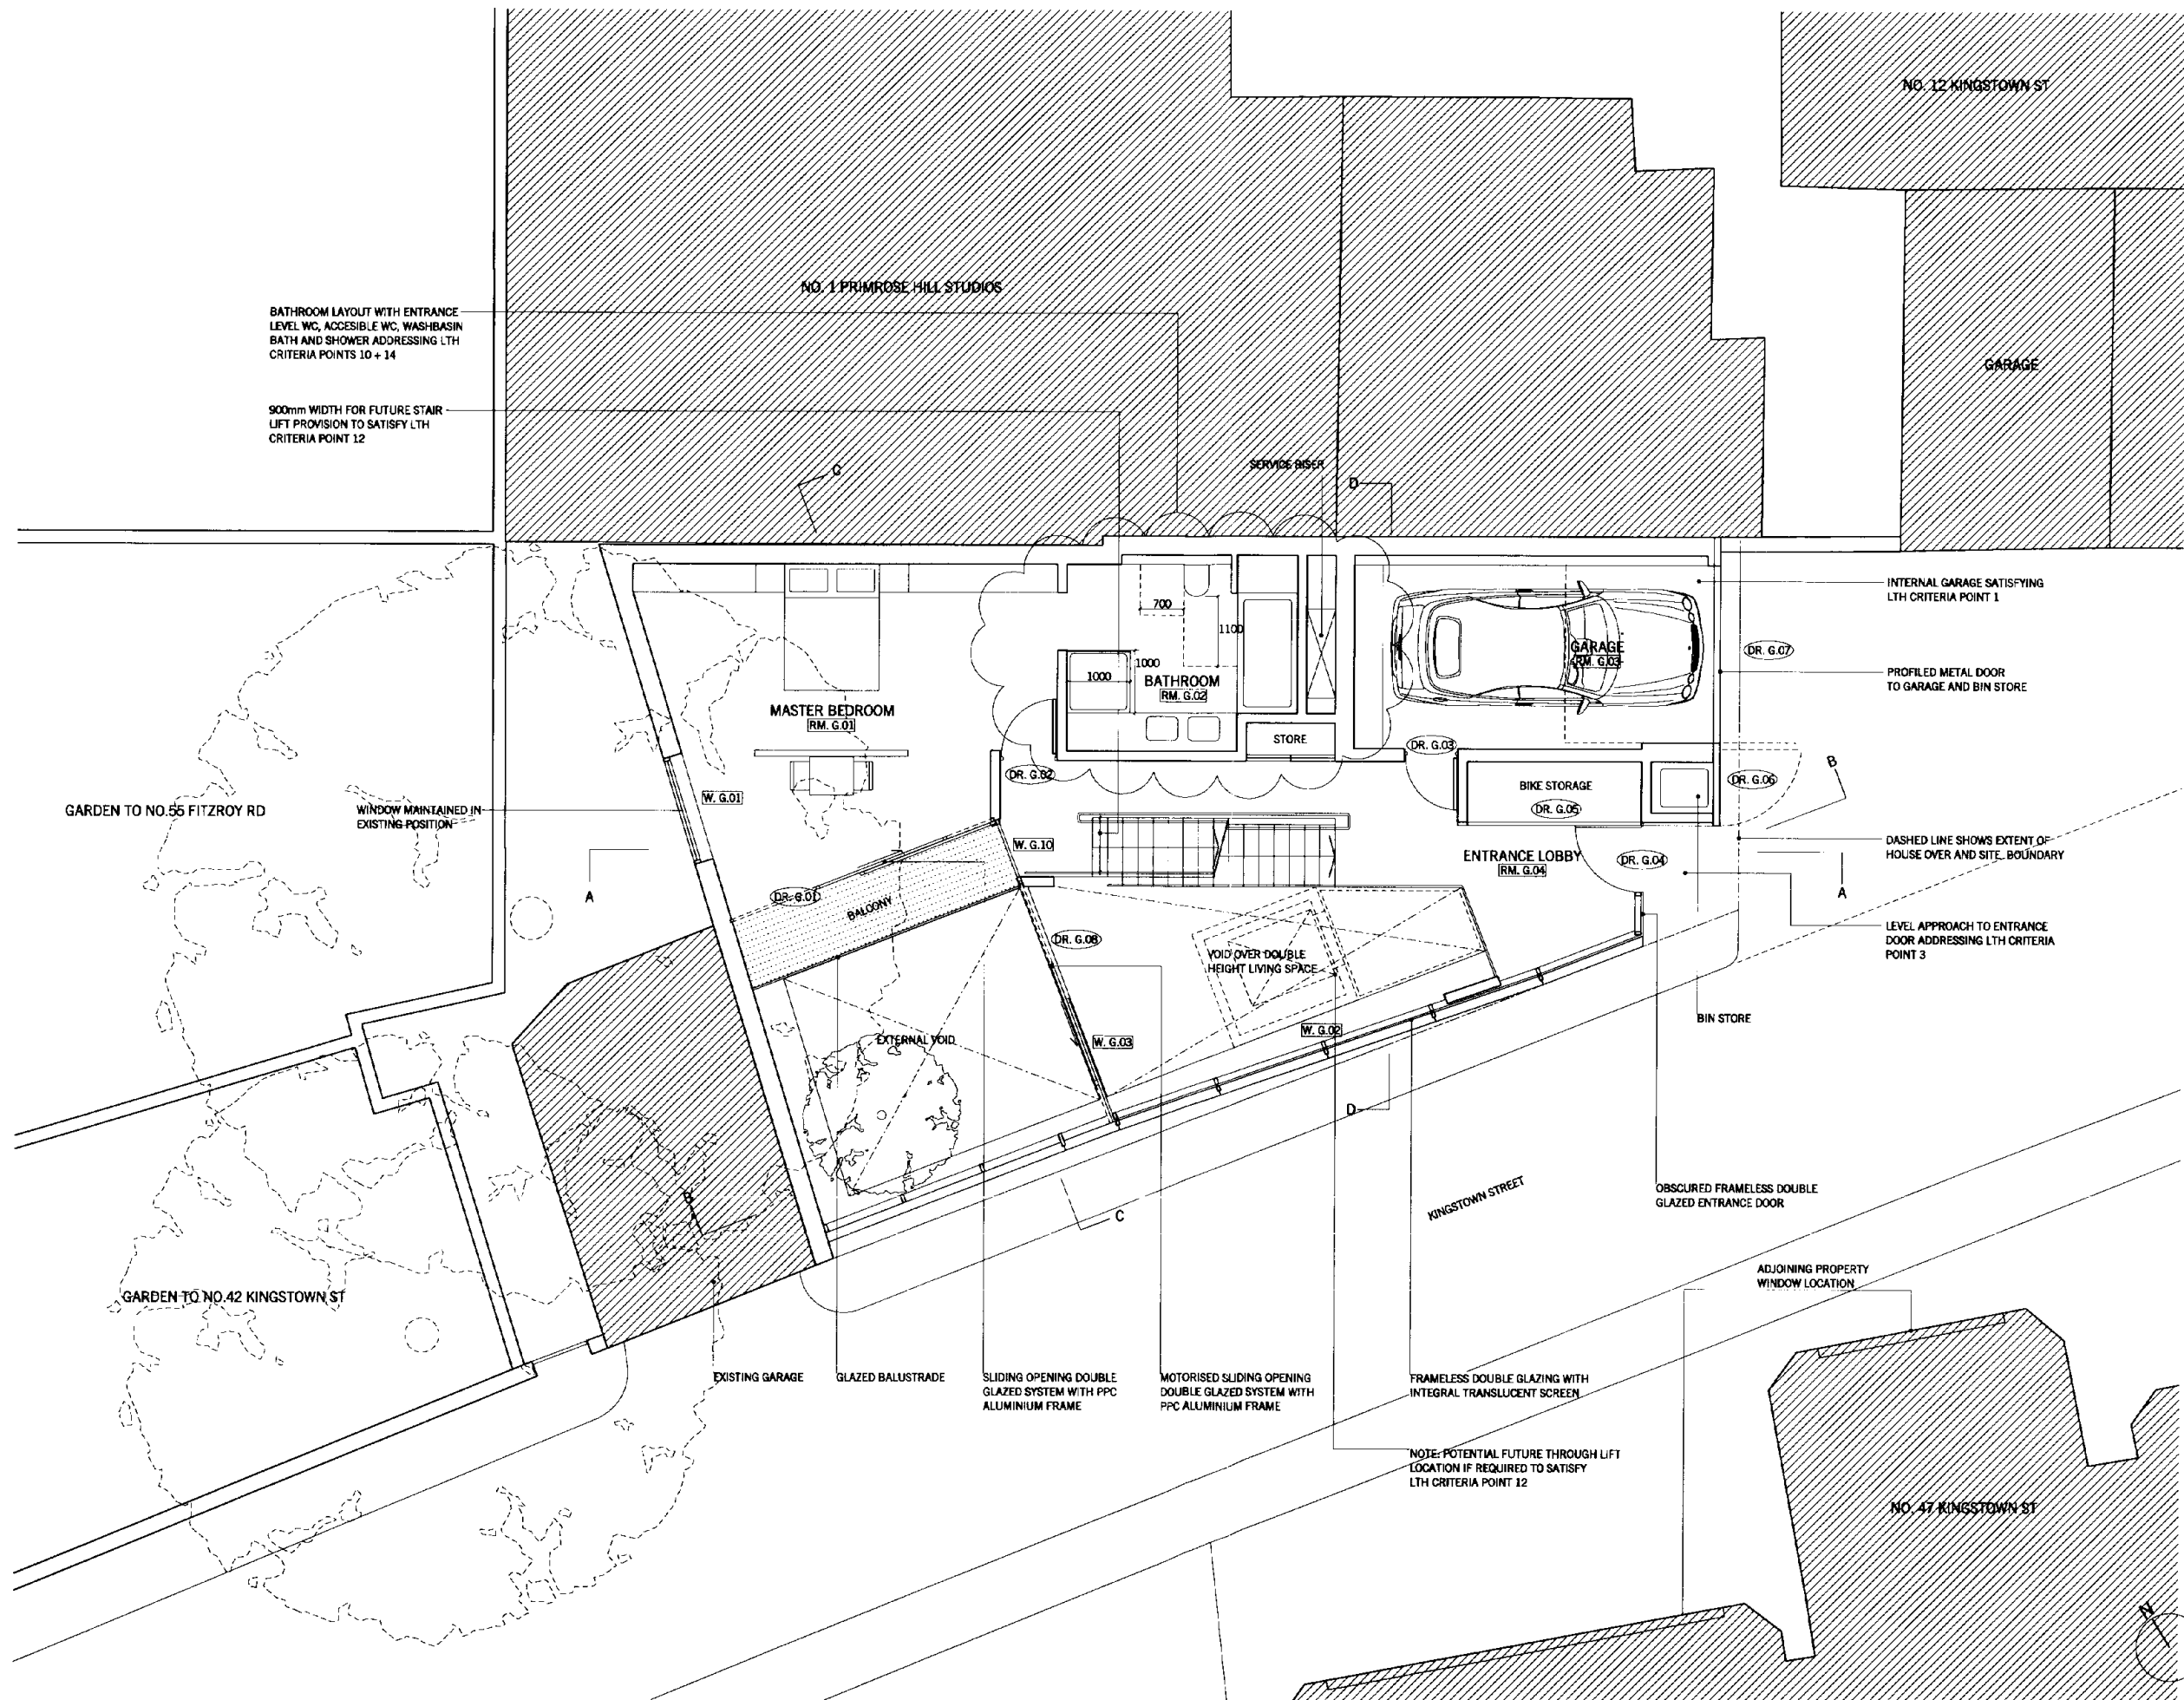 NO. 12 KINGSTOWN ST
NO. 1 PRIMROSE HILL STUDIOS
BATHROOM LAYOUT WITH ENTRANCE
LEVEL WC, ACCESIBLE WC, WASHBASIN
BATH AND SHOWER ADDRESSING LTH
CRITERIA POINTS 10 + 14
GARAGE
900mm WIDTH FOR FUTURE STAIR
LIFT PROVISION TO SATISFY LTH
CRITERIA POINT 12
SERVICE RISER
D
INTERNAL GARAGE SATISFYING
LTH CRITERIA POINT 1
700
1100
1000
1000
BATHROOM
RM. G.02
GARAGE
RM. G.03
DR. G.07
PROFILED METAL DOOR
TO GARAGE AND BIN STORE
MASTER BEDROOM
RM. G.01
STORE
DR. G.03
DR. G.02
BIKE STORAGE
DR. G.05
DR. G.06
B
GARDEN TO NO.55 FITZROY RD
WINDOW MAINTAINED IN
EXISTING POSITION
W. G.01
W. G.10
ENTRANCE LOBBY
RM. G.04
DR. G.04
DASHED LINE SHOWS EXTENT OF
HOUSE OVER AND SITE BOUNDARY
A
A
DR. G.01
BALCONY
DR. G.08
VOID OVER DOUBLE
HEIGHT LIVING SPACE
LEVEL APPROACH TO ENTRANCE
DOOR ADDRESSING LTH CRITERIA
POINT 3
BIN STORE
EXTERNAL VOID
W. G.03
W. G.02
D
B
C
KINGSTOWN STREET
OBSCURED FRAMELESS DOUBLE
GLAZED ENTRANCE DOOR
GARDEN TO NO.42 KINGSTOWN ST
ADJOINING PROPERTY
WINDOW LOCATION
EXISTING GARAGE
GLAZED BALUSTRADE
SLIDING OPENING DOUBLE
GLAZED SYSTEM WITH PPC
ALUMINIUM FRAME
MOTORISED SLIDING OPENING
DOUBLE GLAZED SYSTEM WITH
PPC ALUMINIUM FRAME
FRAMELESS DOUBLE GLAZING WITH
INTEGRAL TRANSLUCENT SCREEN
NOTE: POTENTIAL FUTURE THROUGH LIFT
LOCATION IF REQUIRED TO SATISFY
LTH CRITERIA POINT 12
NO. 47 KINGSTOWN ST
N